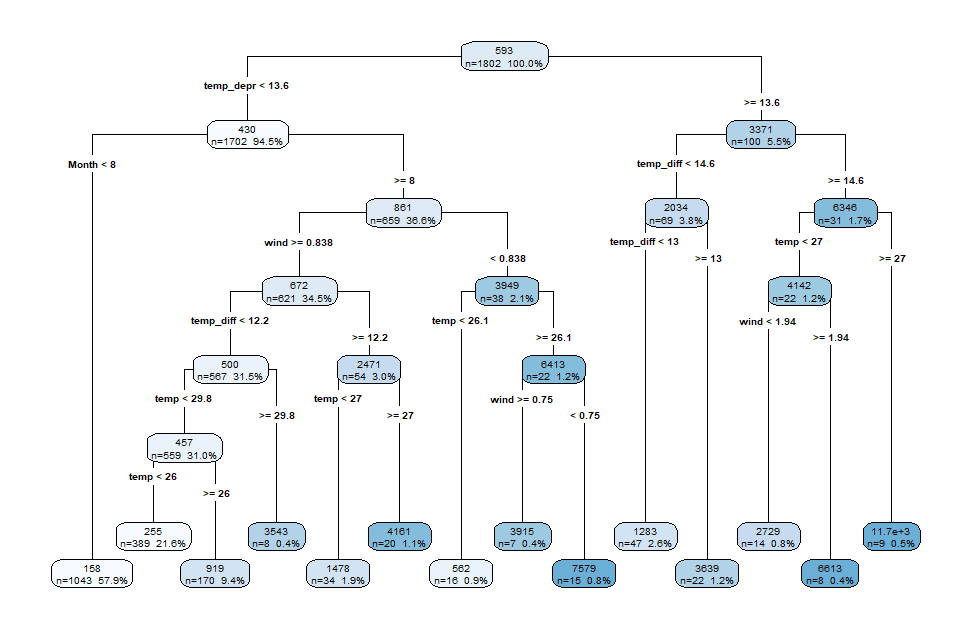 593
n=1802 100.0%
temp_depr < 13.6
>= 13.6
430
n=1702 94.5%
3371
n=100 5.5%
Month < 8
>= 8
temp_diff < 14.6
>= 14.6
861
n=659 36.6%
2034
n=69 3.8%
6346
n=31 1.7%
wind >= 0.838
< 0.838
temp_diff < 13
>= 13
temp < 27
>= 27
672
n=621 34.5%
3949
n=38 2.1%
4142
n=22 1.2%
temp_diff < 12.2
>= 12.2
temp < 26.1
>= 26.1
wind < 1.94
>= 1.94
500
n=567 31.5%
2471
n=54 3.0%
6413
n=22 1.2%
temp < 29.8
>= 29.8
temp < 27
>= 27
wind >= 0.75
< 0.75
457
n=559 31.0%
temp < 26
>= 26
255
n=389 21.6%
3543
n=8 0.4%
4161
n=20 1.1%
3915
n=7 0.4%
1283
n=47 2.6%
2729
n=14 0.8%
11.7e+3
n=9 0.5%
158
n=1043 57.9%
919
n=170 9.4%
1478
n=34 1.9%
562
n=16 0.9%
7579
n=15 0.8%
3639
n=22 1.2%
6613
n=8 0.4%